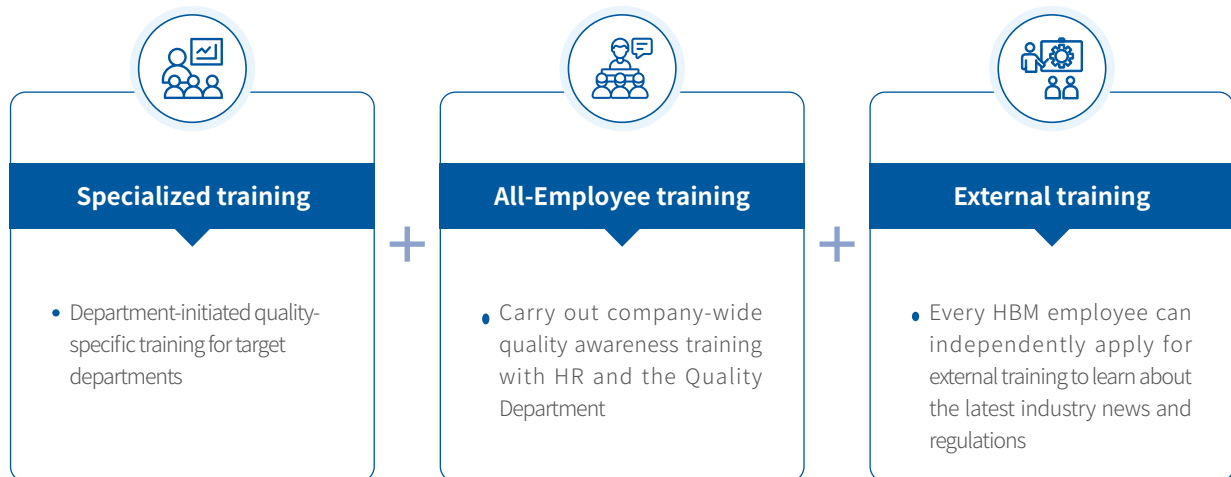 Specialized training
Department-initiated quality-
specific training for target
departments
All-Employee training
Carry out company-wide
quality awareness training
with HR and the Quality
Department
External training
Every HBM employee can
independently apply for
external training to learn about
the latest industry news and
regulations